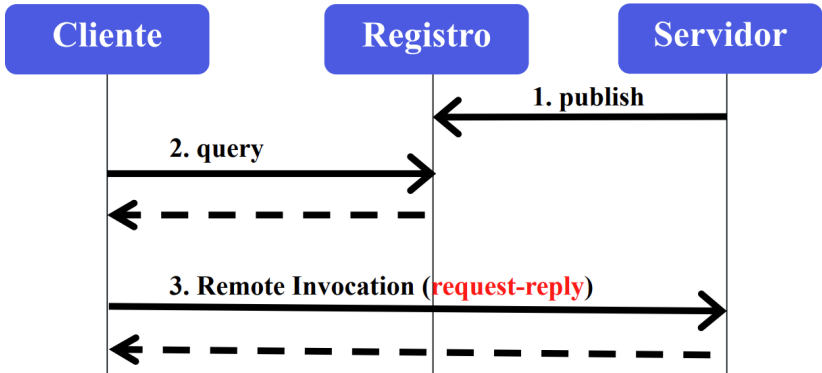 Cliente
Registro
Servidor
1. publish
2. query
3. Remote Invocation (request-reply)